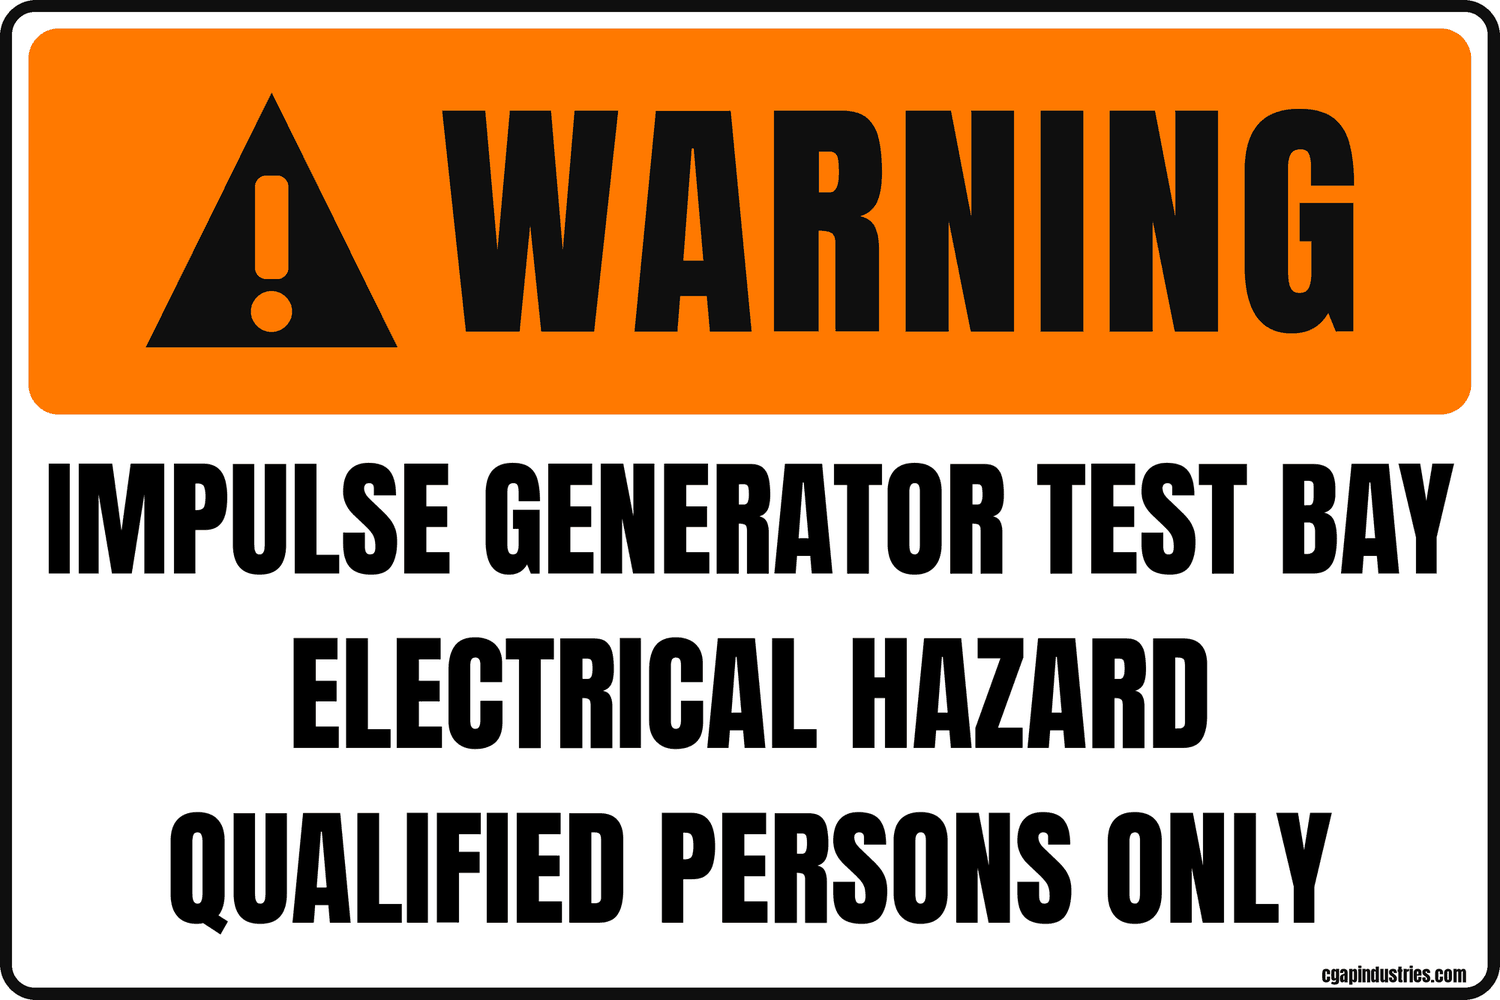 WARNING
IMPULSE GENERATOR TEST BAY
ELECTRICAL HAZARD
QUALIFIED PERSONS ONLY
cgapindustries.com